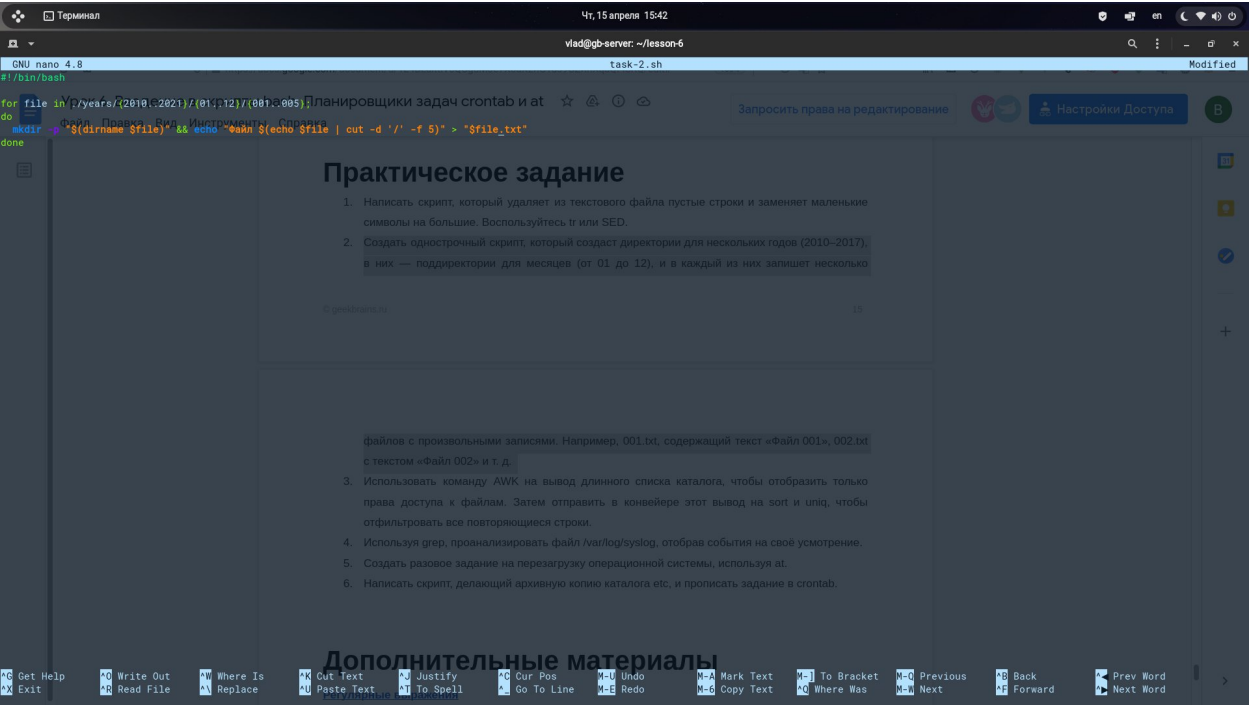 Терминал
Чт, 15 апреля 15:42
en
vlad@gb-server: ~/lesson-6
GNU nano 4.8
task-2.sh
Modified
#!/bin/bash
for file in ./years/{2010..2021}/{01..12}/{001..005};
do
mkdir -p "$(dirname $file)" && echo "Файл $(echo $file | cut -d '/' -f 5)" > "$file.txt"
done
Планировщики задач crontab и at
Запросить права на редактирование
Настройки Доступа
B
Файл Правка Вид Инструменты Справка
Практическое задание
1. Написать скрипт, который удаляет из текстового файла пустые строки и заменяет маленькие
символы на большие. Воспользуйтесь tr или SED.
2. Создать однострочный скрипт, который создаст директории для нескольких годов (2010–2017),
в них — поддиректории для месяцев (от 01 до 12), и в каждый из них запишет несколько
© geekbrains.ru
файлов с произвольными записями. Например, 001.txt, содержащий текст «Файл 001», 002.txt
с текстом «Файл 002» и т. д.
3. Использовать команду AWK на вывод длинного списка каталога, чтобы отобразить только
права доступа к файлам. Затем отправить в конвейере этот вывод на sort и uniq, чтобы
отфильтровать все повторяющиеся строки.
4. Используя grep, проанализировать файл /var/log/syslog, отобрав события на своё усмотрение.
5. Создать разовое задание на перезагрузку операционной системы, используя at.
6. Написать скрипт, делающий архивную копию каталога etc, и прописать задание в crontab.
Дополнительные материалы
^G Get Help ^O Write Out ^W Where Is ^K Cut Text ^J Justify ^C Cur Pos M-U Undo M-A Mark Text M-] To Bracket M-Q Previous ^B Back ^◀ Prev Word
^X Exit ^R Read File ^\ Replace ^U Paste Text ^T To Spell ^_ Go To Line M-E Redo M-6 Copy Text ^Q Where Was M-W Next ^F Forward ^▶ Next Word